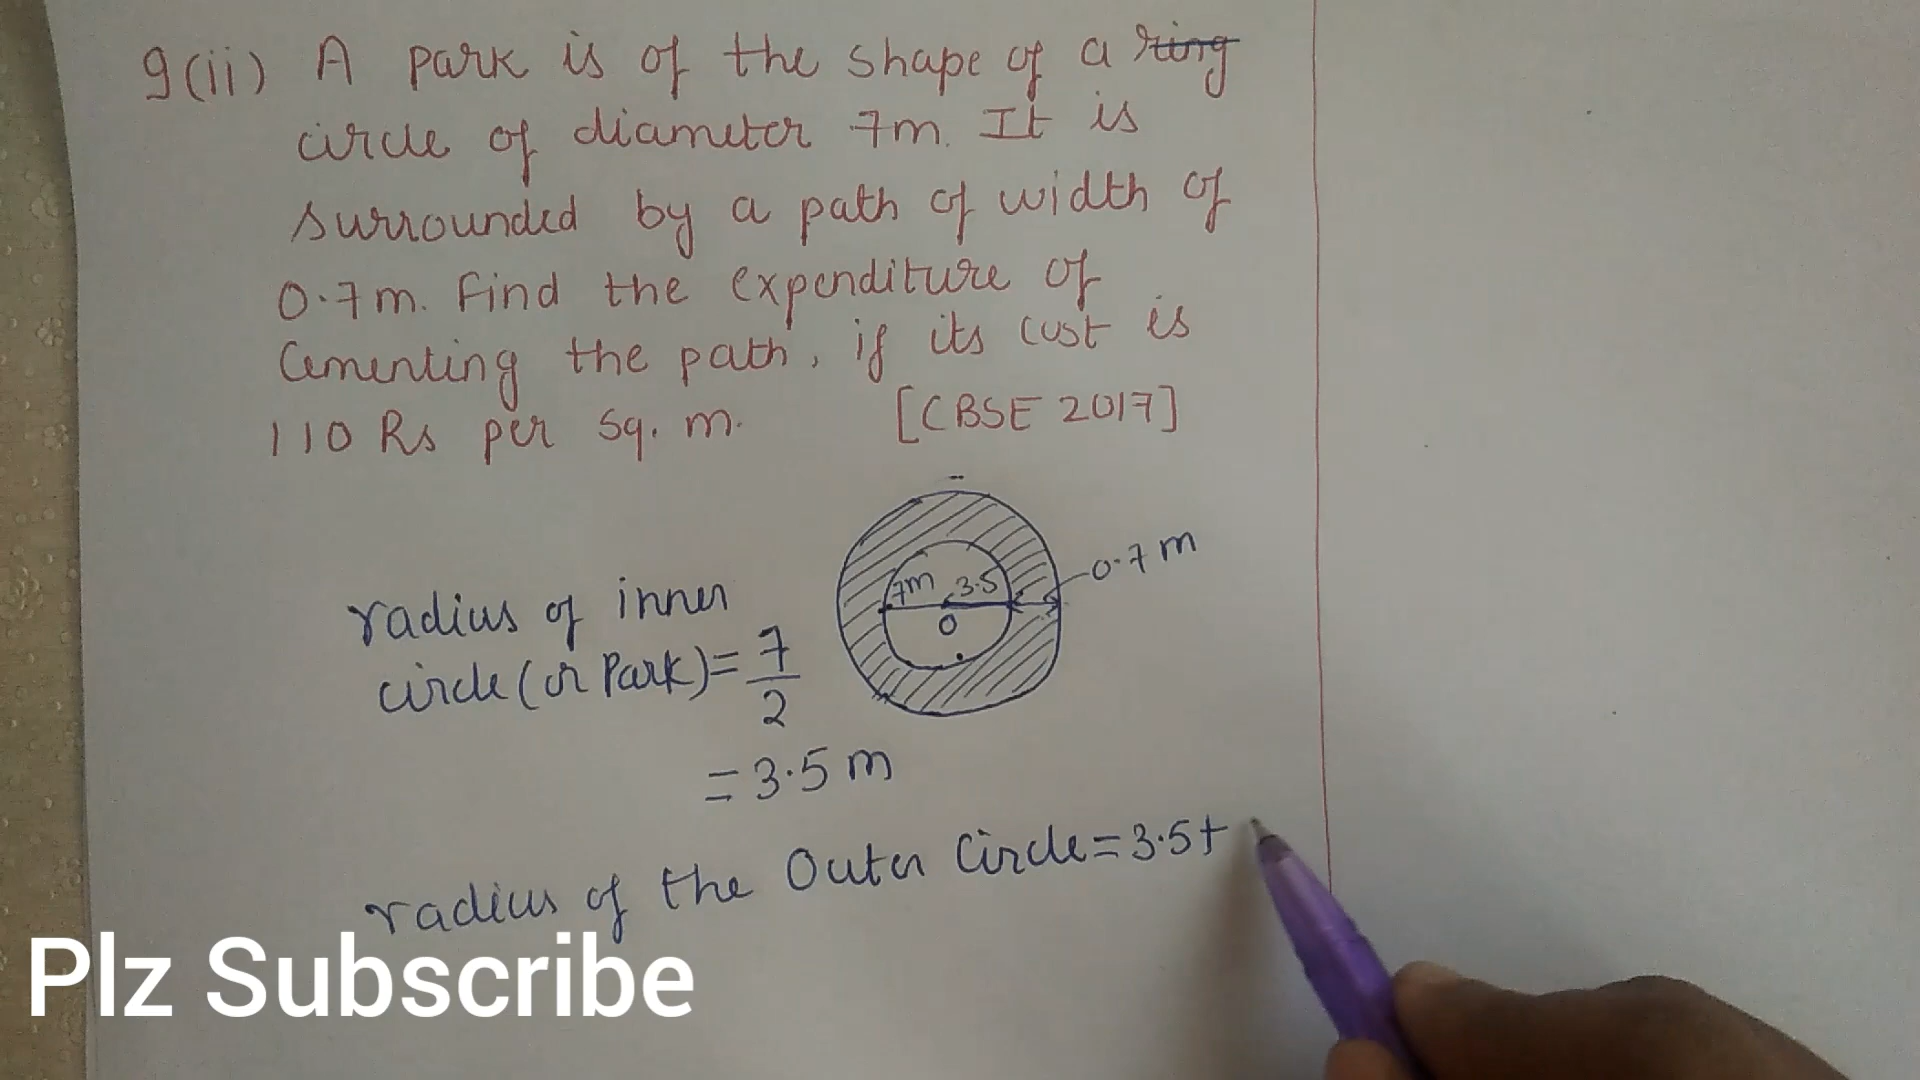 9(ii) A park is of the shape of a ring
circle of diameter 7m. It is
surrounded by a path of width of
0.7m. Find the expenditure of
Cementing the path, if its cost is
110 Rs per sq. m. [CBSE 2017]
7m 3.5 0.7 m
O
radius of inner
circle (or Park) = 7/2
= 3.5 m
radius of the Outer Circle = 3.5 +
Plz Subscribe